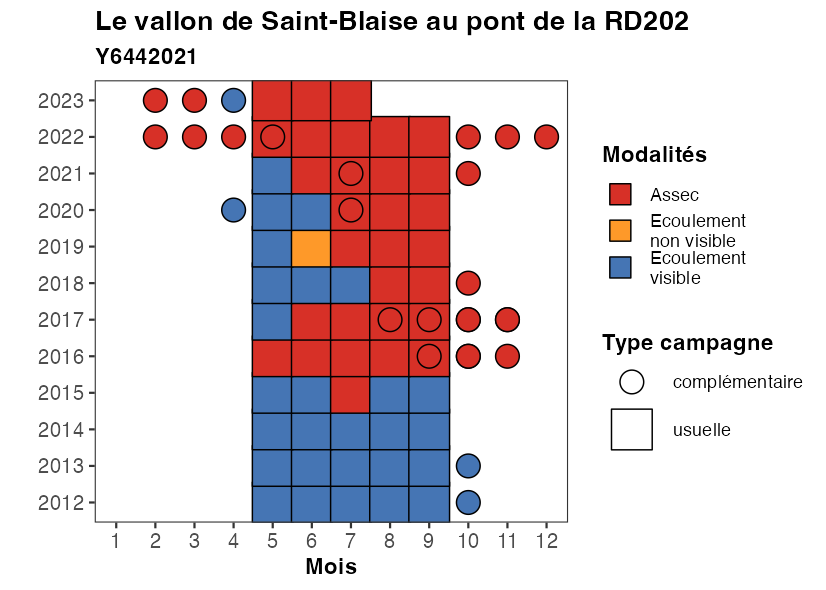 Le vallon de Saint-Blaise au pont de la RD202
Y6442021
2023
2022
2021
2020
2019
2018
2017
2016
2015
2014
2013
2012
1 2 3 4 5 6 7 8 9 10 11 12
Mois
Modalités
Assec
Ecoulement
non visible
Ecoulement
visible
Type campagne
complémentaire
usuelle